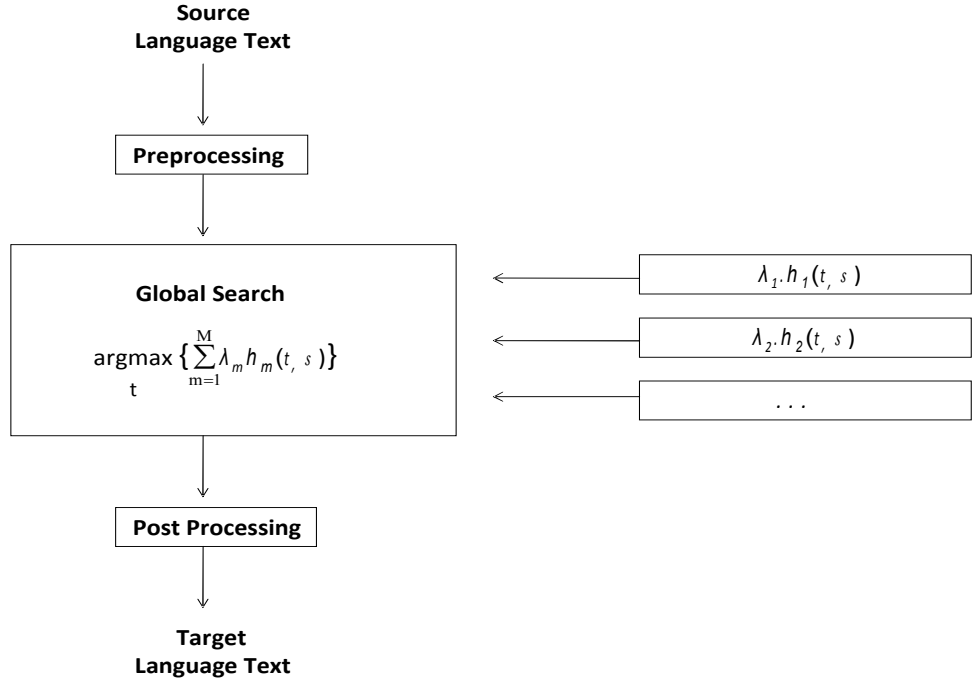 Source
Language Text
Preprocessing
Global Search
argmax { ∑ λ_m h_m(t, s) }
M
m=1
t
λ_1.h_1(t, s)
λ_2.h_2(t, s)
...
Post Processing
Target
Language Text